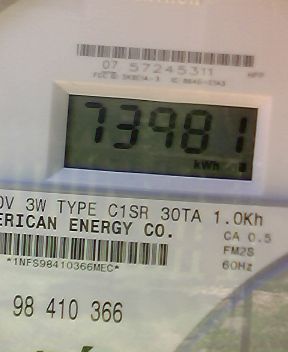 07 57245311
HPP
73981
kWh
0V 3W TYPE C1SR 30TA 1.0Kh
ERICAN ENERGY CO.
CA 0.5
FM2S
60Hz
*1NFS98410366MEC*
98 410 366